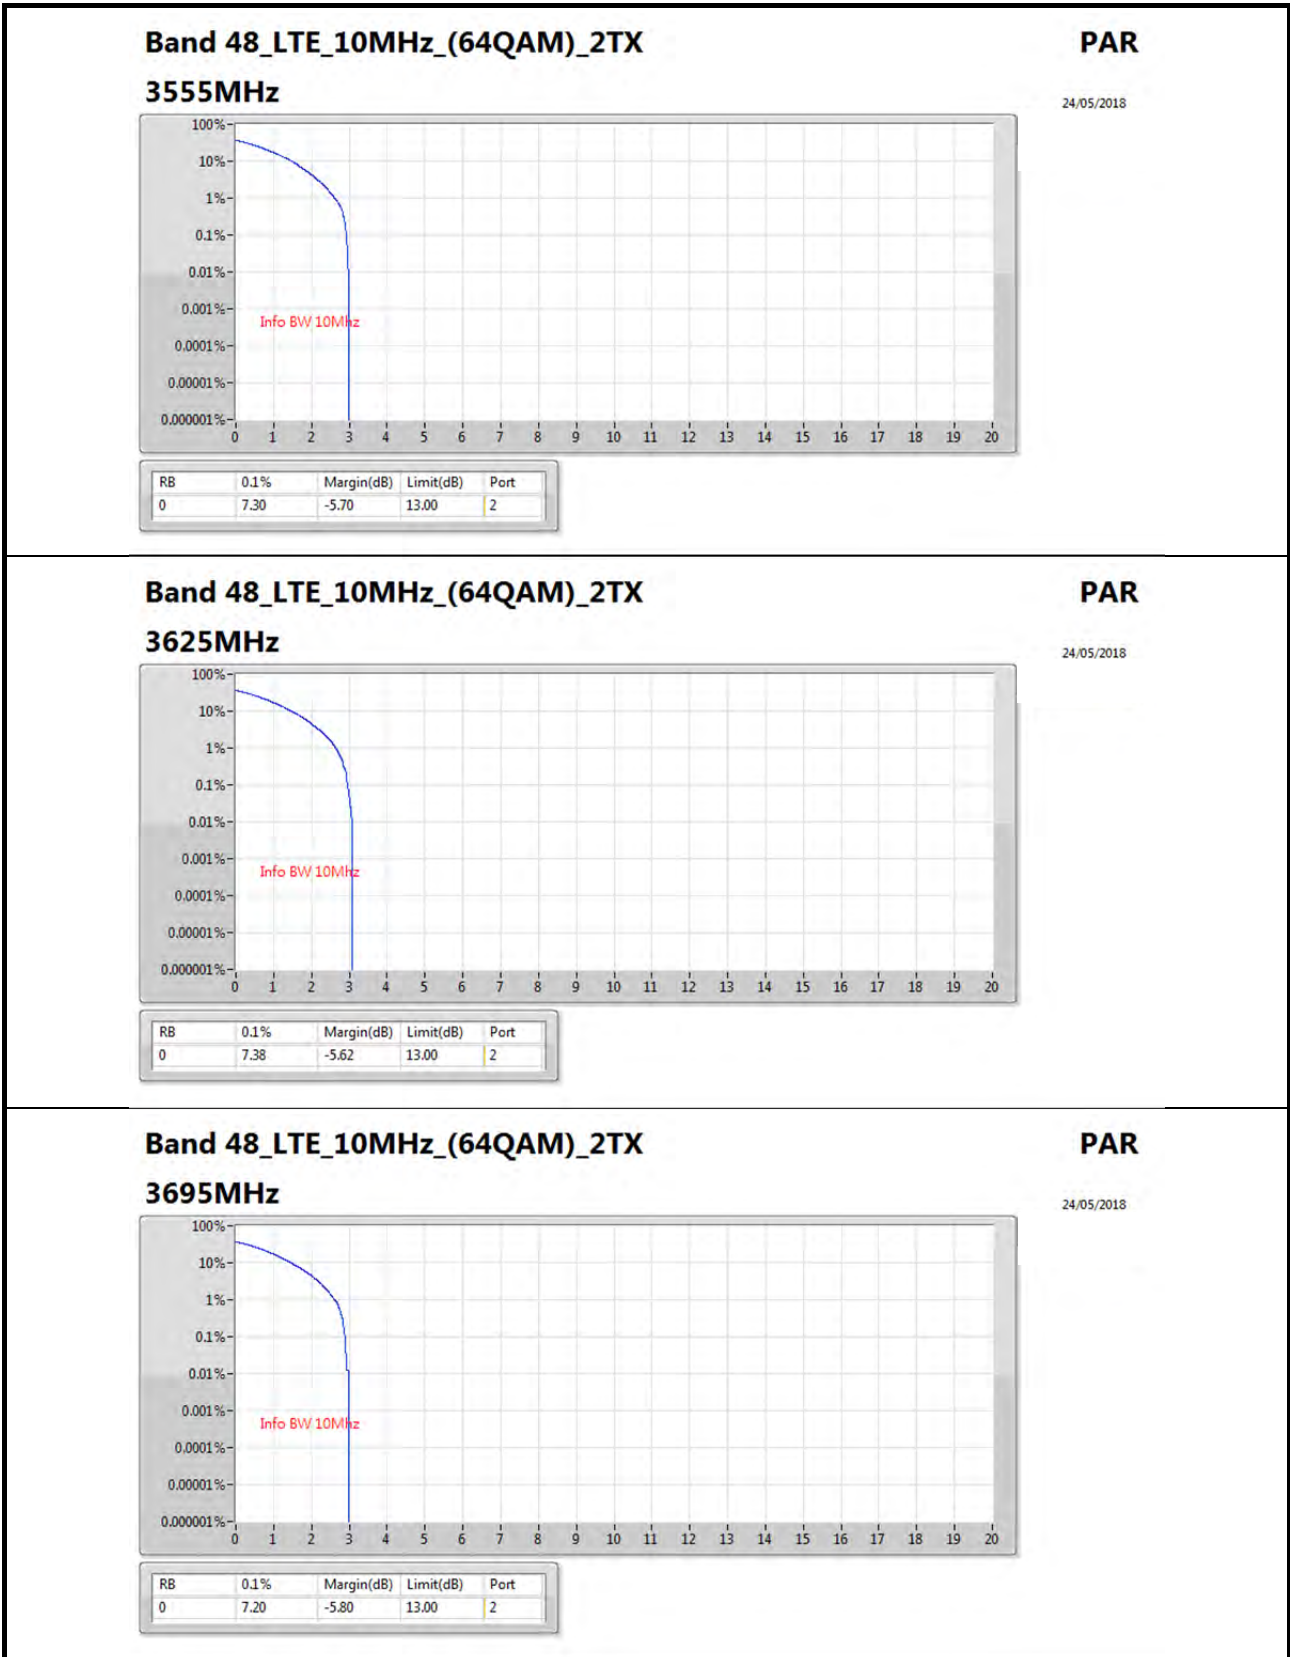 Band 48_LTE_10MHz_(64QAM)_2TX PAR
3555MHz 24/05/2018
100%
10%
1%
0.1%
0.01%
0.001%
Info BW 10Mhz
0.0001%
0.00001%
0.000001%
0 1 2 3 4 5 6 7 8 9 10 11 12 13 14 15 16 17 18 19 20
RB 0.1% Margin(dB) Limit(dB) Port
0 7.30 -5.70 13.00 2
Band 48_LTE_10MHz_(64QAM)_2TX PAR
3625MHz 24/05/2018
100%
10%
1%
0.1%
0.01%
0.001%
Info BW 10Mhz
0.0001%
0.00001%
0.000001%
0 1 2 3 4 5 6 7 8 9 10 11 12 13 14 15 16 17 18 19 20
RB 0.1% Margin(dB) Limit(dB) Port
0 7.38 -5.62 13.00 2
Band 48_LTE_10MHz_(64QAM)_2TX PAR
3695MHz 24/05/2018
100%
10%
1%
0.1%
0.01%
0.001%
Info BW 10Mhz
0.0001%
0.00001%
0.000001%
0 1 2 3 4 5 6 7 8 9 10 11 12 13 14 15 16 17 18 19 20
RB 0.1% Margin(dB) Limit(dB) Port
0 7.20 -5.80 13.00 2